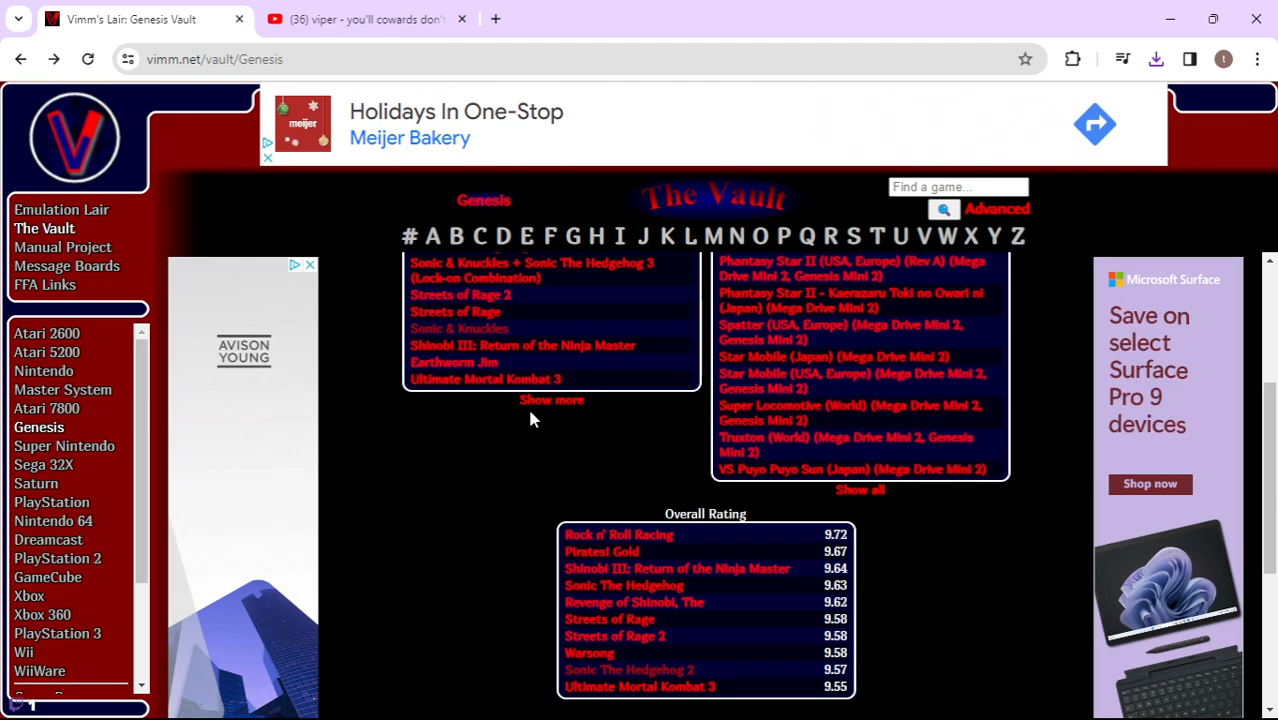 Vimm's Lair: Genesis Vault
(36) viper - you'll cowards don'
vimm.net/vault/Genesis
t
meijer
Holidays In One-Stop
Meijer Bakery
Emulation Lair
The Vault
Manual Project
Message Boards
FFA Links
Genesis
The Vault
Find a game...
Advanced
# A B C D E F G H I J K L M N O P Q R S T U V W X Y Z
Atari 2600
Atari 5200
Nintendo
Master System
Atari 7800
Genesis
Super Nintendo
Sega 32X
Saturn
PlayStation
Nintendo 64
Dreamcast
PlayStation 2
GameCube
Xbox
Xbox 360
PlayStation 3
Wii
WiiWare
1
AVISON
YOUNG
Sonic & Knuckles + Sonic The Hedgehog 3
(Lock-on Combination)
Streets of Rage 2
Streets of Rage
Sonic & Knuckles
Shinobi III: Return of the Ninja Master
Earthworm Jim
Ultimate Mortal Kombat 3
Show more
Phantasy Star II (USA, Europe) (Rev A) (Mega
Drive Mini 2, Genesis Mini 2)
Phantasy Star II - Kaerazaru Toki no Owari ni
(Japan) (Mega Drive Mini 2)
Spatter (USA, Europe) (Mega Drive Mini 2,
Genesis Mini 2)
Star Mobile (Japan) (Mega Drive Mini 2)
Star Mobile (USA, Europe) (Mega Drive Mini 2,
Genesis Mini 2)
Super Locomotive (World) (Mega Drive Mini 2,
Genesis Mini 2)
Truxton (World) (Mega Drive Mini 2, Genesis
Mini 2)
VS Puyo Puyo Sun (Japan) (Mega Drive Mini 2)
Show all
Overall Rating
Rock n' Roll Racing 9.72
Pirates! Gold 9.67
Shinobi III: Return of the Ninja Master 9.64
Sonic The Hedgehog 9.63
Revenge of Shinobi, The 9.62
Streets of Rage 9.58
Streets of Rage 2 9.58
Warsong 9.58
Sonic The Hedgehog 2 9.57
Ultimate Mortal Kombat 3 9.55
Microsoft Surface
Save on
select
Surface
Pro 9
devices
Shop now